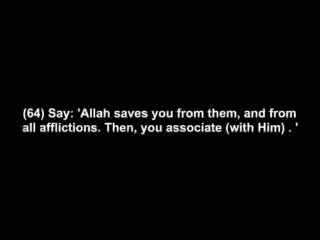 (64) Say: 'Allah saves you from them, and from
all afflictions. Then, you associate (with Him) . '